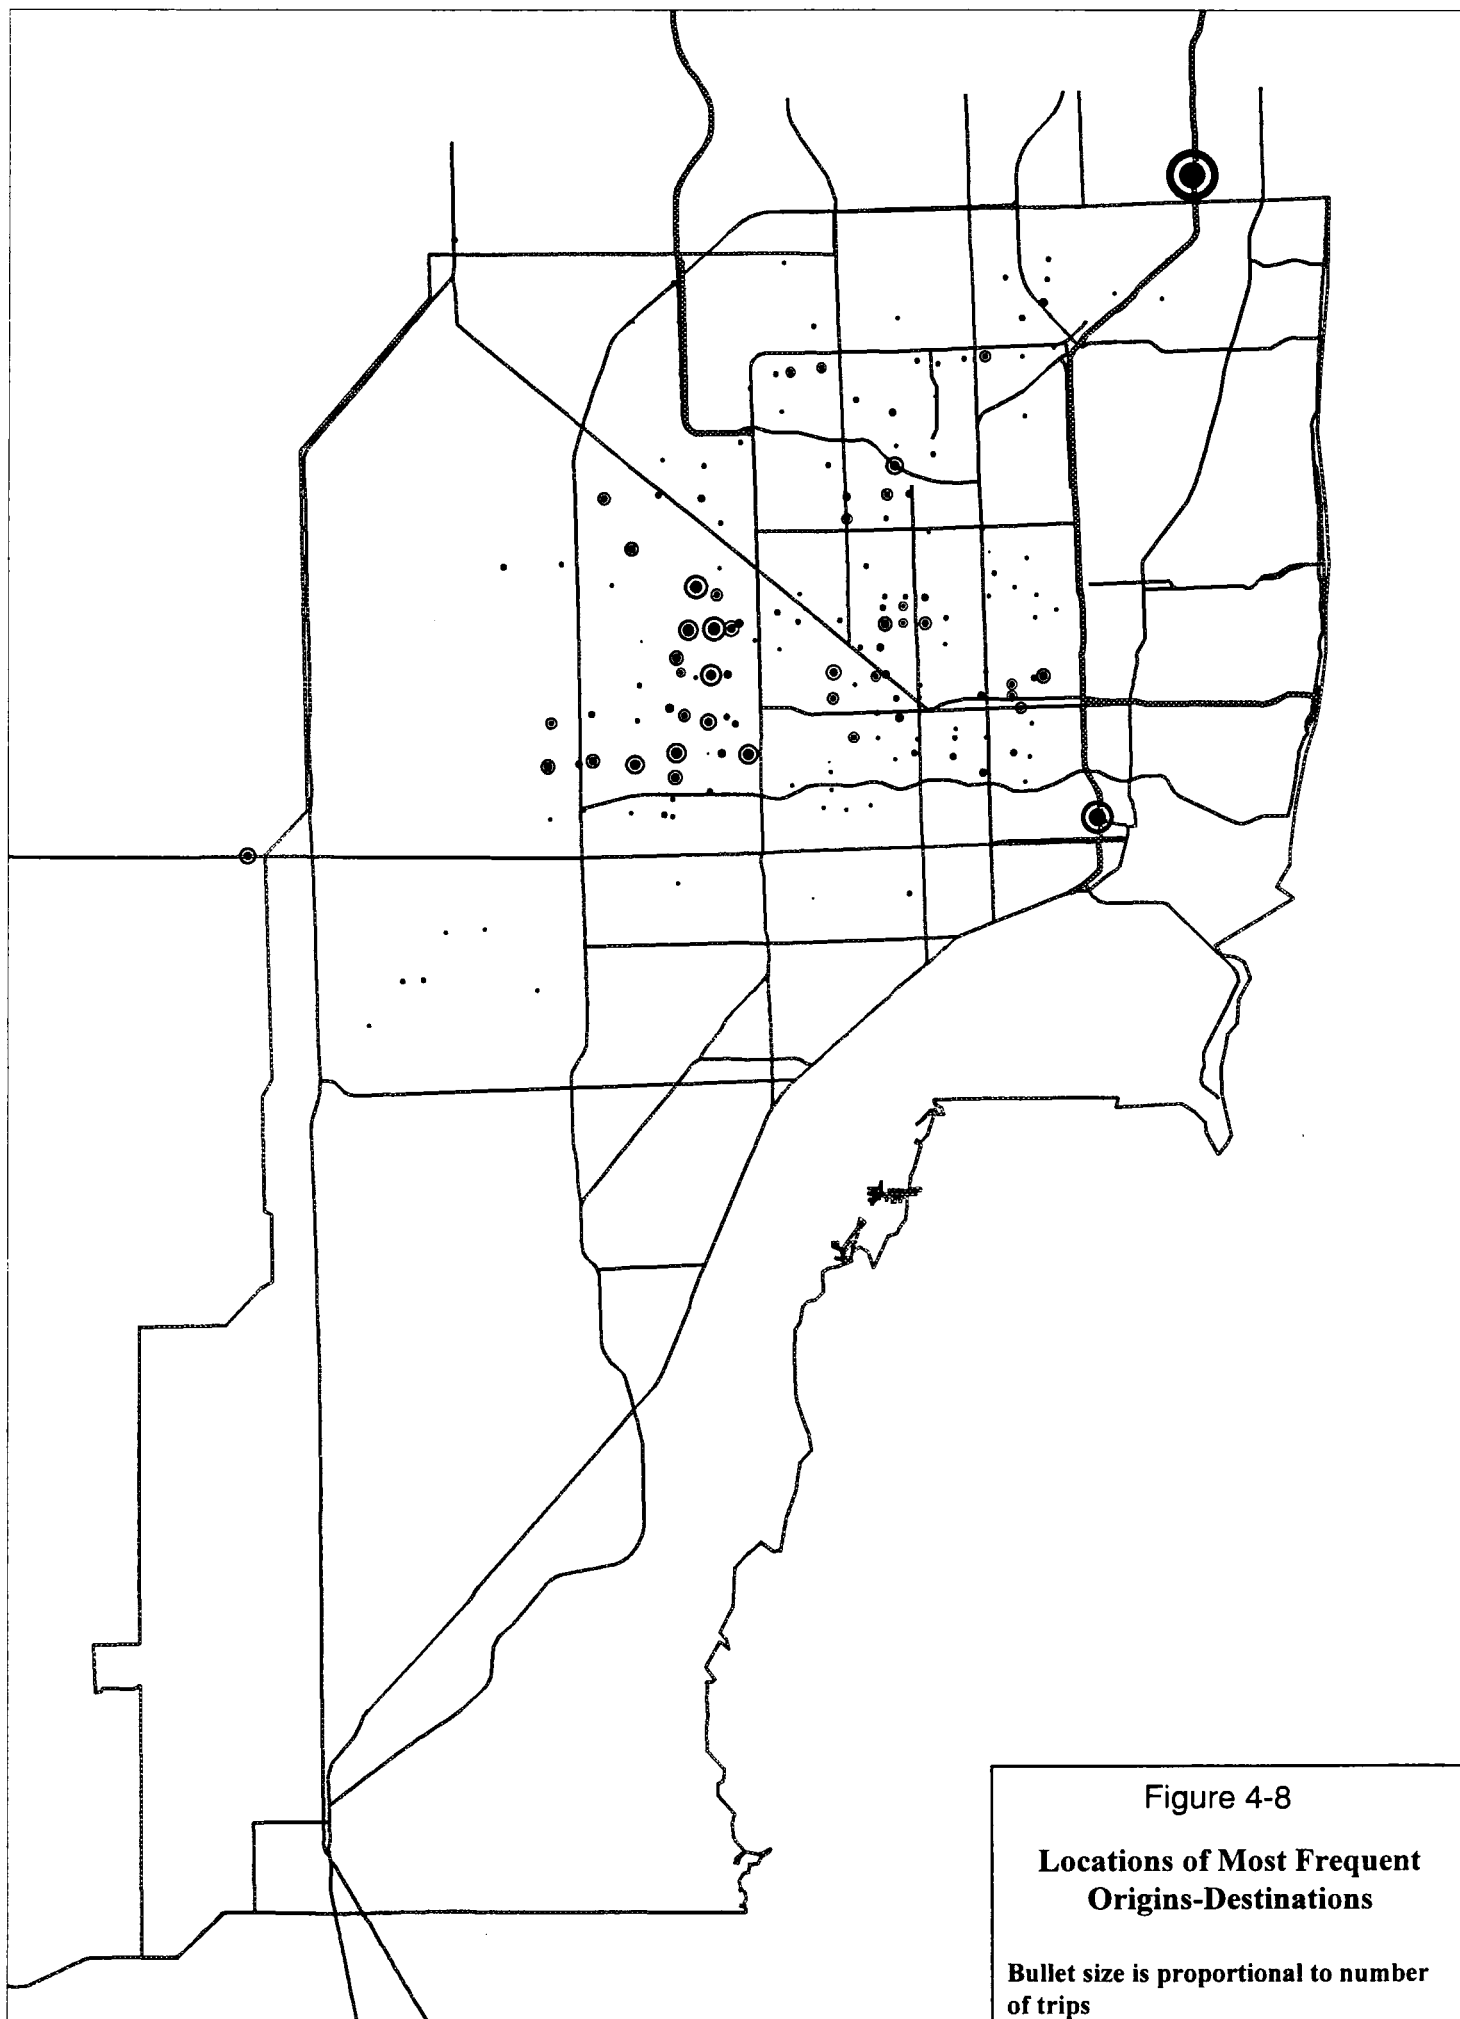 Figure 4-8
Locations of Most Frequent
Origins-Destinations
Bullet size is proportional to number
of trips